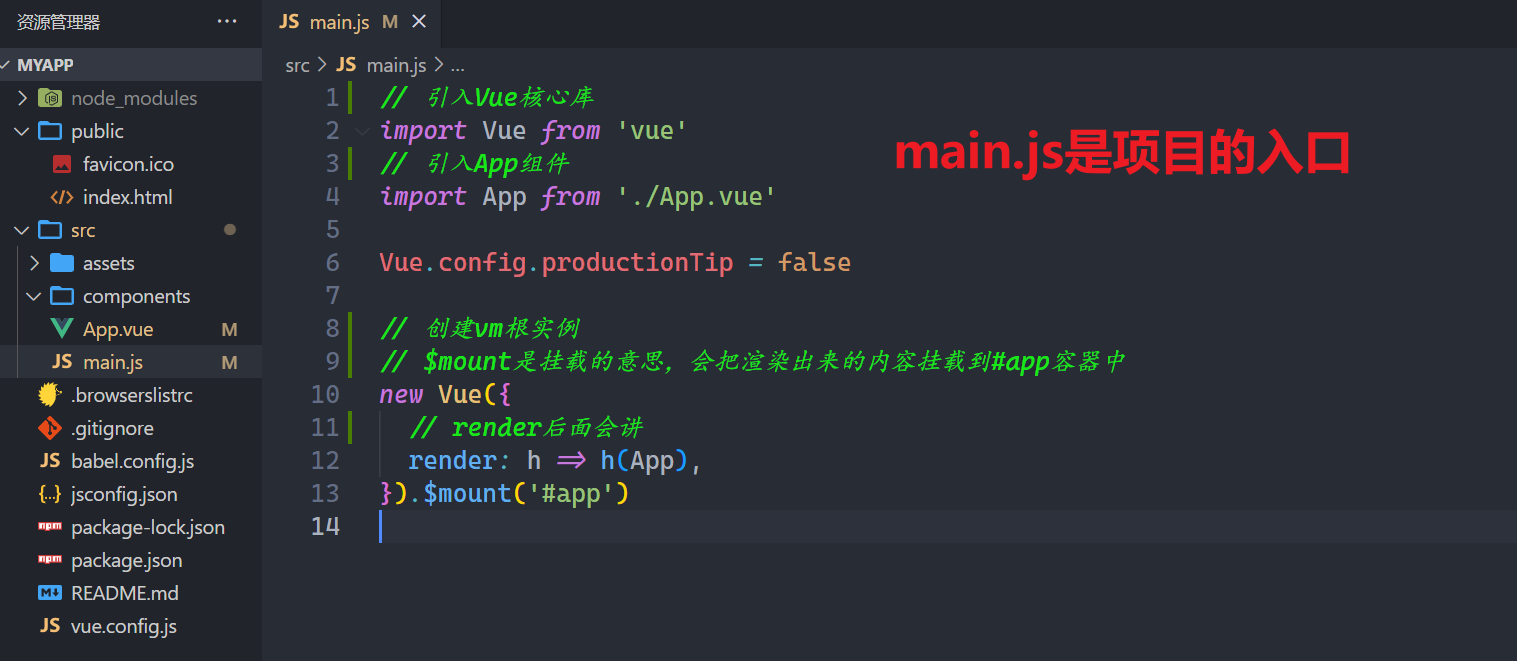 资源管理器 ···
JS main.js M ×
MYAPP
src > JS main.js > ...
node_modules
public
favicon.ico
index.html
src
assets
components
App.vue M
JS main.js M
.browserslistrc
.gitignore
JS babel.config.js
{..} jsconfig.json
npm package-lock.json
npm package.json
M README.md
JS vue.config.js
1 // 引入Vue核心库
2 import Vue from 'vue'
3 // 引入App组件
4 import App from './App.vue'
5
6 Vue.config.productionTip = false
7
8 // 创建vm根实例
9 // $mount是挂载的意思，会把渲染出来的内容挂载到#app容器中
10 new Vue({
11 // render后面会讲
12 render: h => h(App),
13 }).$mount('#app')
14
main.js是项目的入口